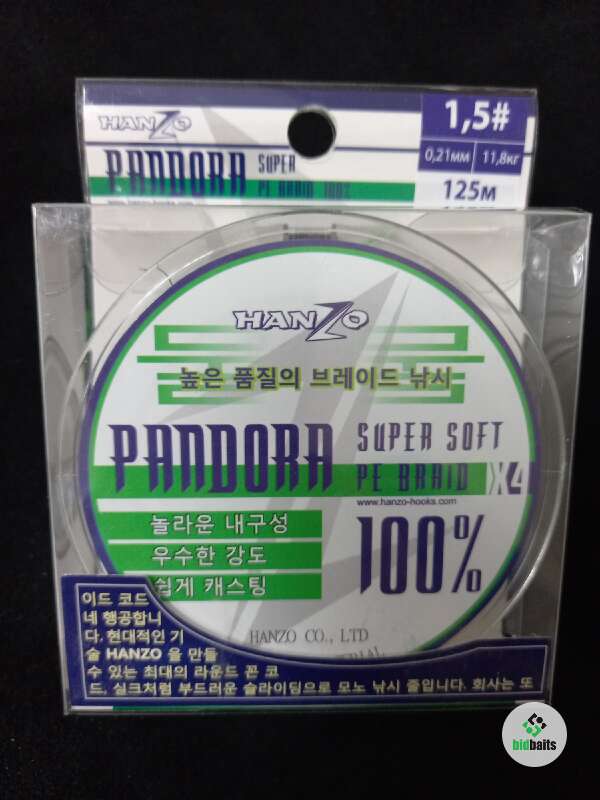 HANZO
1,5#
PANDORA SUPER
PE BRAID 100%
0,21мм 11,8кг
125м
HANZO
높은 품질의 브레이드 낚시
PANDORA SUPER SOFT
PE BRAID X4
www.hanzo-hooks.com
놀라운 내구성
우수한 강도
쉽게 캐스팅
100%
HANZO CO., LTD
이드 코드
네 행공합니
다. 현대적인 기
술 HANZO 을 만들
수 있는 최대의 라운드 꼰 코
드. 실크처럼 부드러운 슬라이딩으로 모노 낚시 줄입니다. 회사는 또
bidbaits